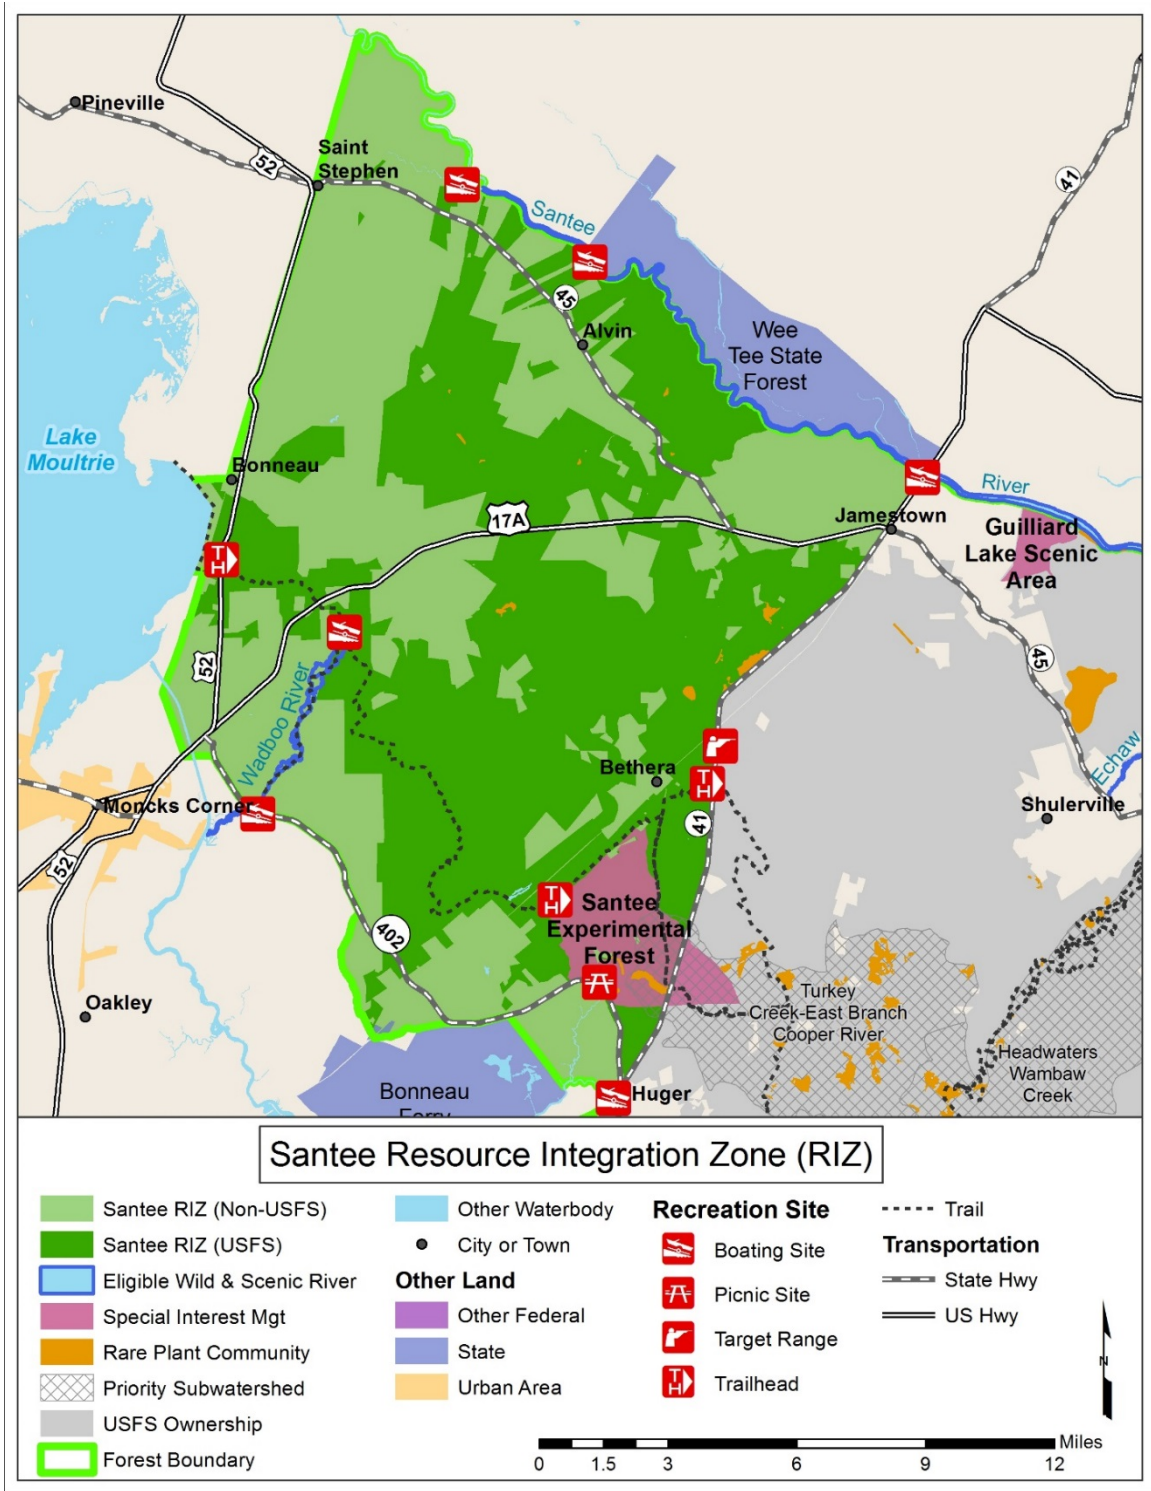 Pineville
Saint
Stephen
52
41
Santee
45
Alvin
Wee
Tee State
Forest
Lake
Moultrie
Bonneau
River
17A
Jamestown
Guilliard
Lake Scenic
Area
T
H
52
45
Wadboo River
Bethera
Echaw
T
H
Moncks Corner
Shulerville
41
52
T
H
Santee
Experimental
Forest
402
Oakley
Turkey
Creek-East Branch
Cooper River
Headwaters
Wambaw
Creek
Bonneau
Ferry
Huger
Santee Resource Integration Zone (RIZ)
Santee RIZ (Non-USFS)
Santee RIZ (USFS)
Eligible Wild & Scenic River
Special Interest Mgt
Rare Plant Community
Priority Subwatershed
USFS Ownership
Forest Boundary
Other Waterbody
City or Town
Other Land
Other Federal
State
Urban Area
Recreation Site
Boating Site
Picnic Site
Target Range
T
H
Trailhead
Trail
Transportation
State Hwy
US Hwy
N
Miles
0 1.5 3 6 9 12